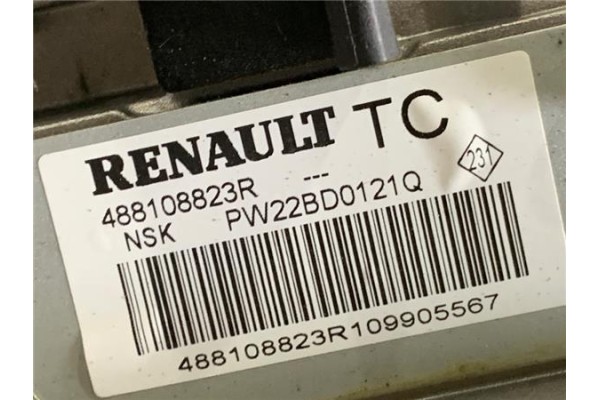 RENAULT TC
488108823R ---
231
NSK PW22BD0121Q
488108823R109905567